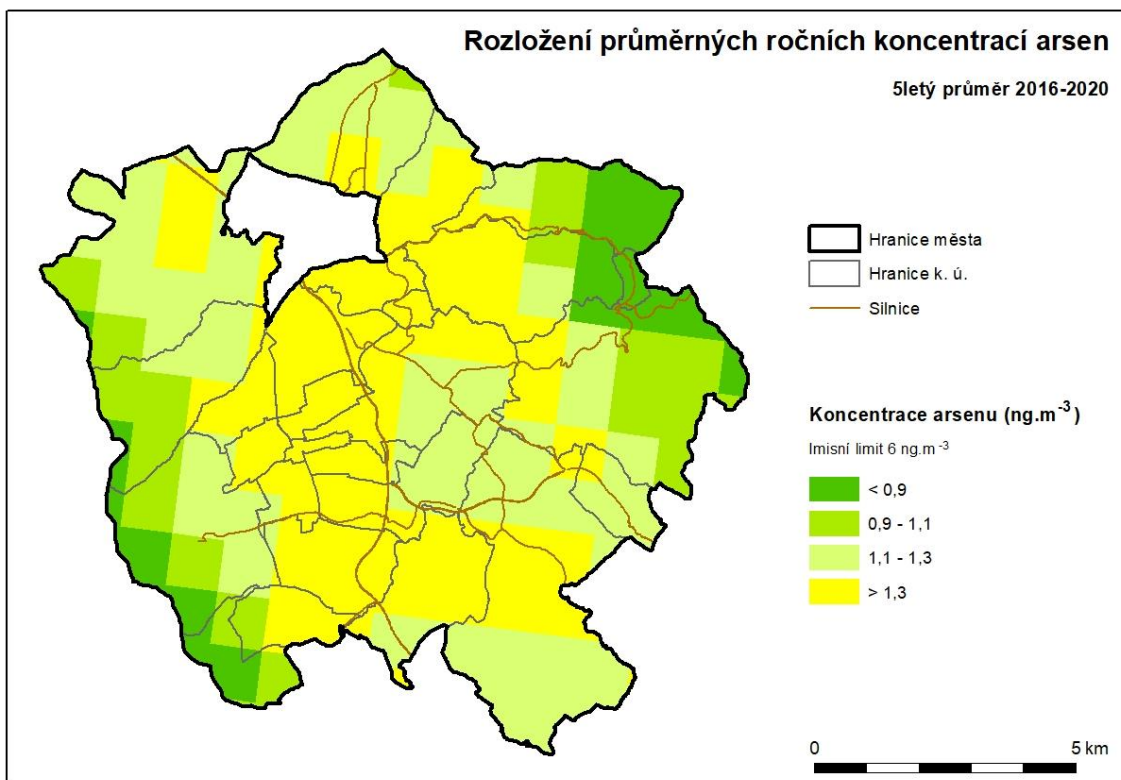 Rozložení průměrných ročních koncentrací arsen
5letý průměr 2016-2020
Hranice města
Hranice k. ú.
Silnice
Koncentrace arsenu (ng.m⁻³)
Imisní limit 6 ng.m⁻³
< 0,9
0,9 - 1,1
1,1 - 1,3
> 1,3
0 5 km